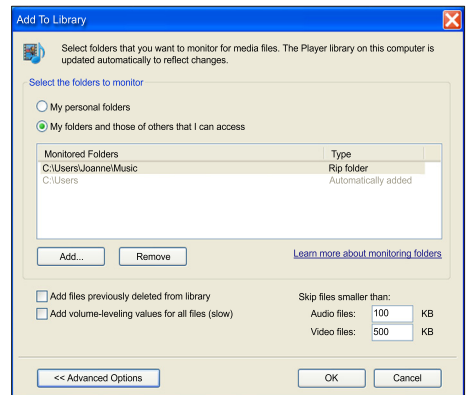 Add To Library
Select folders that you want to monitor for media files. The Player library on this computer is
updated automatically to reflect changes.
Select the folders to monitor
My personal folders
My folders and those of others that I can access
Monitored Folders Type
C:\Users\Joanne\Music Rip folder
C:\Users Automatically added
Add... Remove Learn more about monitoring folders
Add files previously deleted from library Skip files smaller than:
Add volume-leveling values for all files (slow) Audio files: 100 KB
Video files: 500 KB
<< Advanced Options OK Cancel